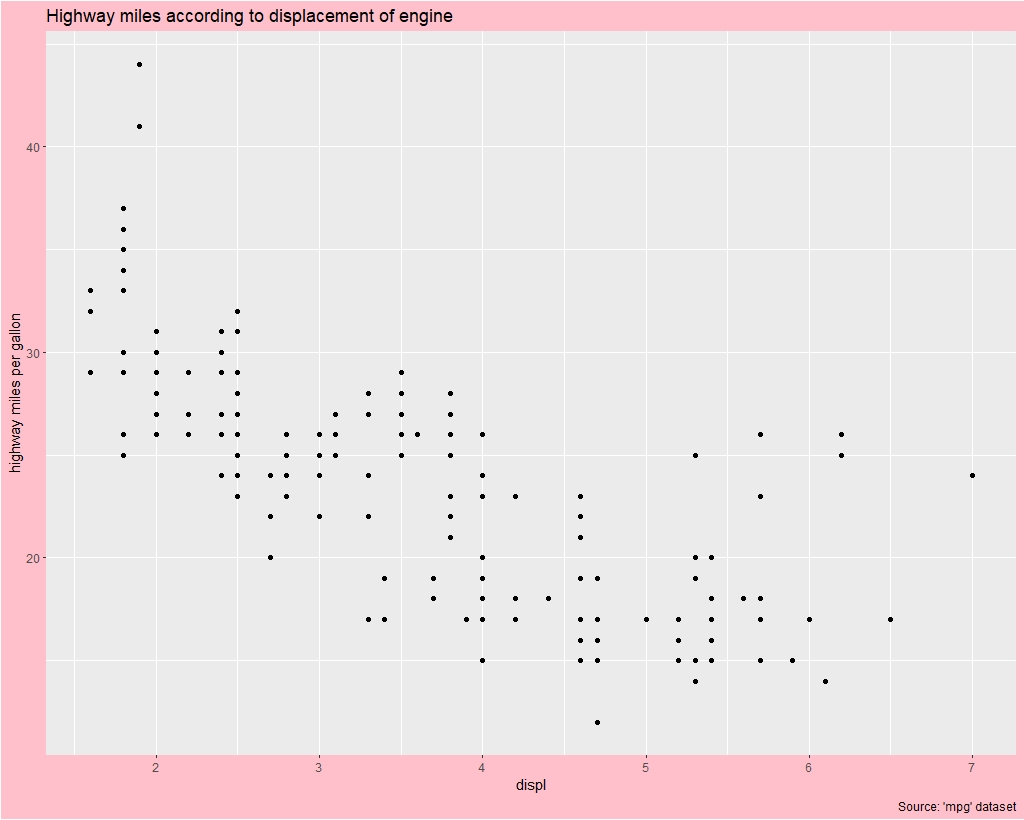 Highway miles according to displacement of engine
40
30
20
highway miles per gallon
2 3 4 5 6 7
displ
Source: 'mpg' dataset